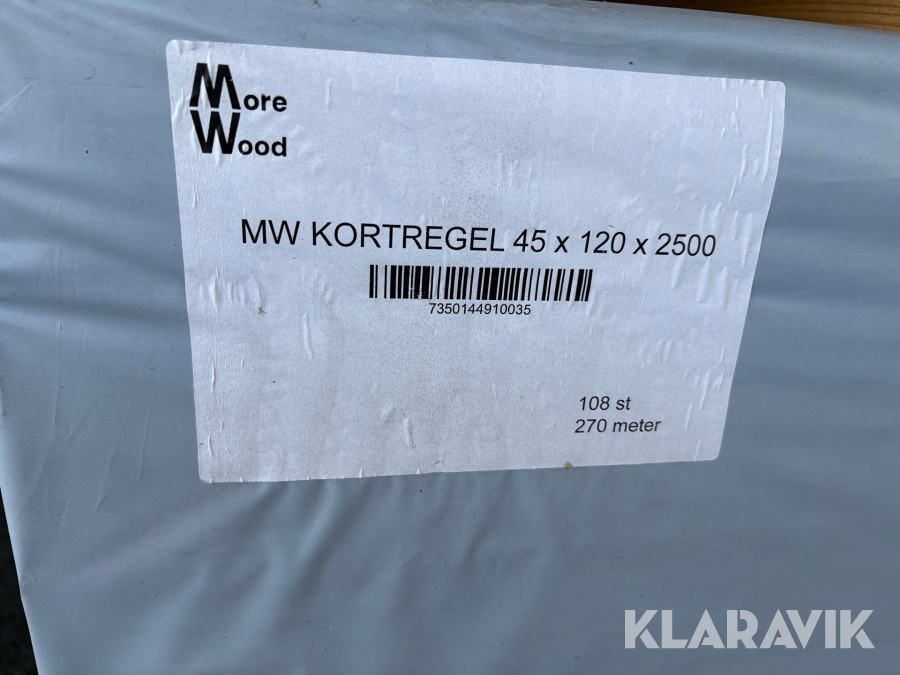 More
Wood
MW KORTREGEL 45 x 120 x 2500
7350144910035
108 st
270 meter
KLARAVIK